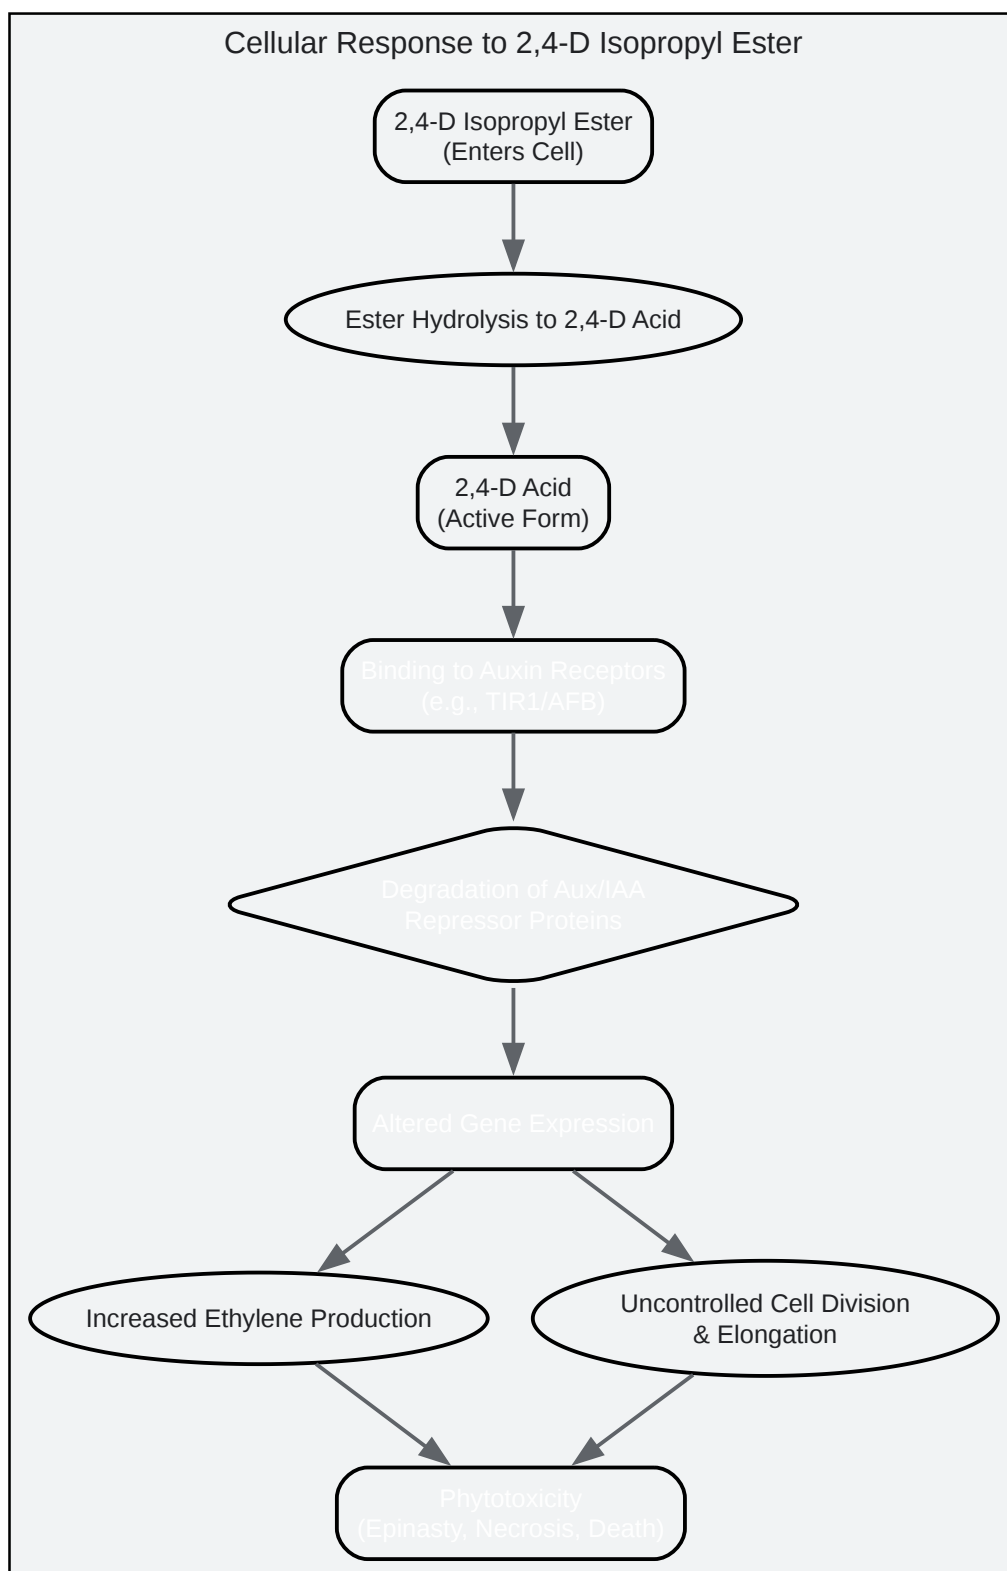 Cellular Response to 2,4-D Isopropyl Ester
2,4-D Isopropyl Ester
(Enters Cell)
Ester Hydrolysis to 2,4-D Acid
2,4-D Acid
(Active Form)
Binding to Auxin Receptors
(e.g., TIR1/AFB)
Degradation of Aux/IAA
Repressor Proteins
Altered Gene Expression
Increased Ethylene Production
Uncontrolled Cell Division
& Elongation
Phytotoxicity
(Epinasty, Necrosis, Death)